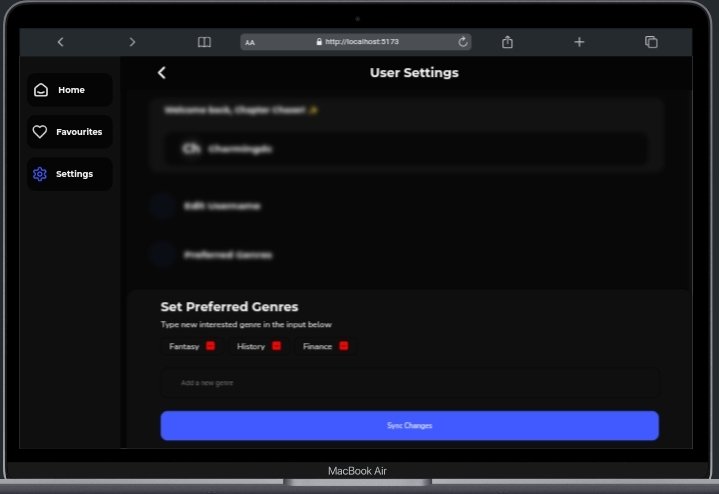 AA
http://localhost:5173
User Settings
Home
Favourites
Settings
Welcome back, Chapter Chaser! ✨
Ch
Edit Username
Preferred Genres
Set Preferred Genres
Type new interested genre in the input below
Fantasy
History
Finance
Add a new genre
Sync Changes
MacBook Air